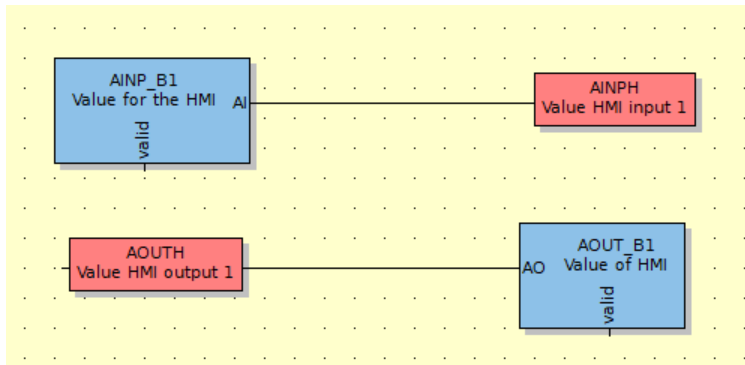 AINP_B1
Value for the HMI
AI
valid
AINPH
Value HMI input 1
AOUTH
Value HMI output 1
AOUT_B1
Value of HMI
AO
valid